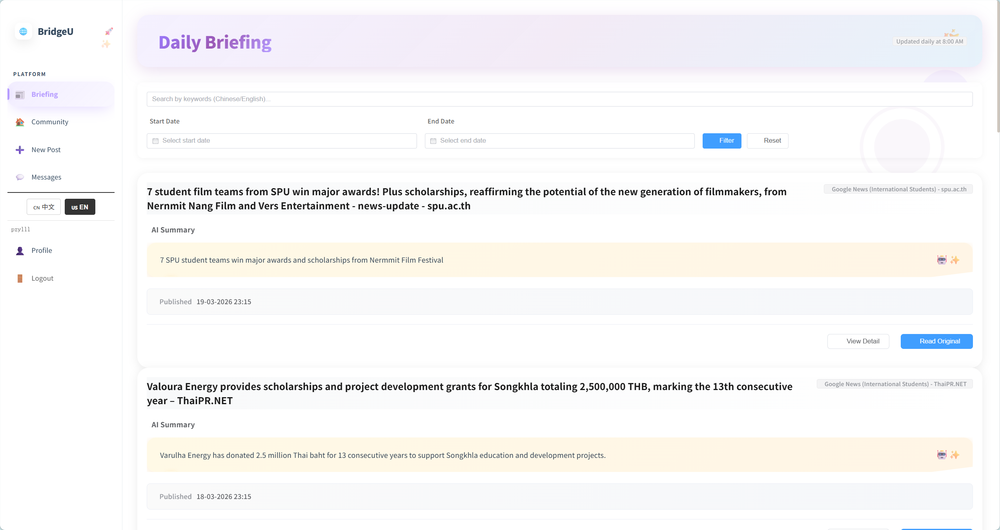 BridgeU
PLATFORM
Briefing
Community
New Post
Messages
CN 中文
US EN
pzylll
Profile
Logout
Daily Briefing
Updated daily at 8:00 AM
Search by keywords (Chinese/English)...
Start Date
End Date
Select start date
Select end date
Filter
Reset
7 student film teams from SPU win major awards! Plus scholarships, reaffirming the potential of the new generation of filmmakers, from
Nernmit Nang Film and Vers Entertainment - news-update - spu.ac.th
Google News (International Students) - spu.ac.th
AI Summary
7 SPU student teams win major awards and scholarships from Nermmit Film Festival
Published 19-03-2026 23:15
View Detail
Read Original
Valoura Energy provides scholarships and project development grants for Songkhla totaling 2,500,000 THB, marking the 13th consecutive
year – ThaiPR.NET
Google News (International Students) - ThaiPR.NET
AI Summary
Varulha Energy has donated 2.5 million Thai baht for 13 consecutive years to support Songkhla education and development projects.
Published 18-03-2026 23:15